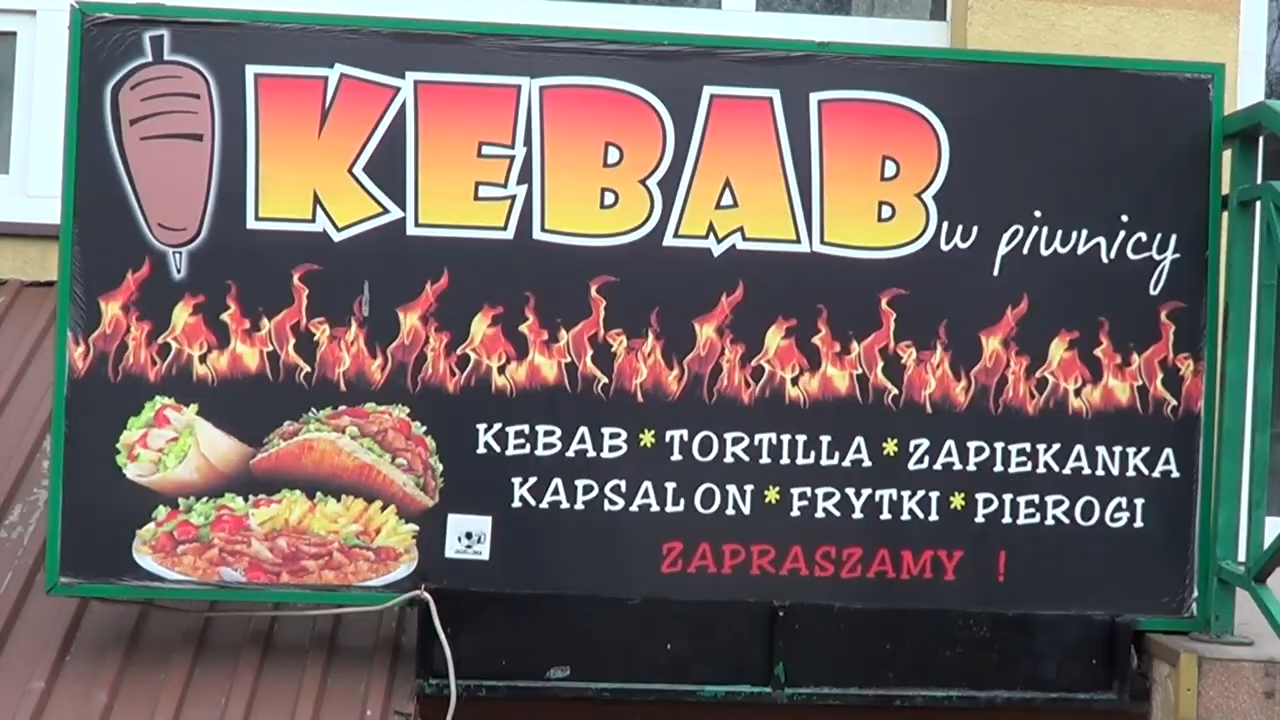 KEBAB w piwnicy
KEBAB * TORTILLA * ZAPIEKANKA
KAPSALON * FRYTKI * PIEROGI
ZAPRASZAMY !